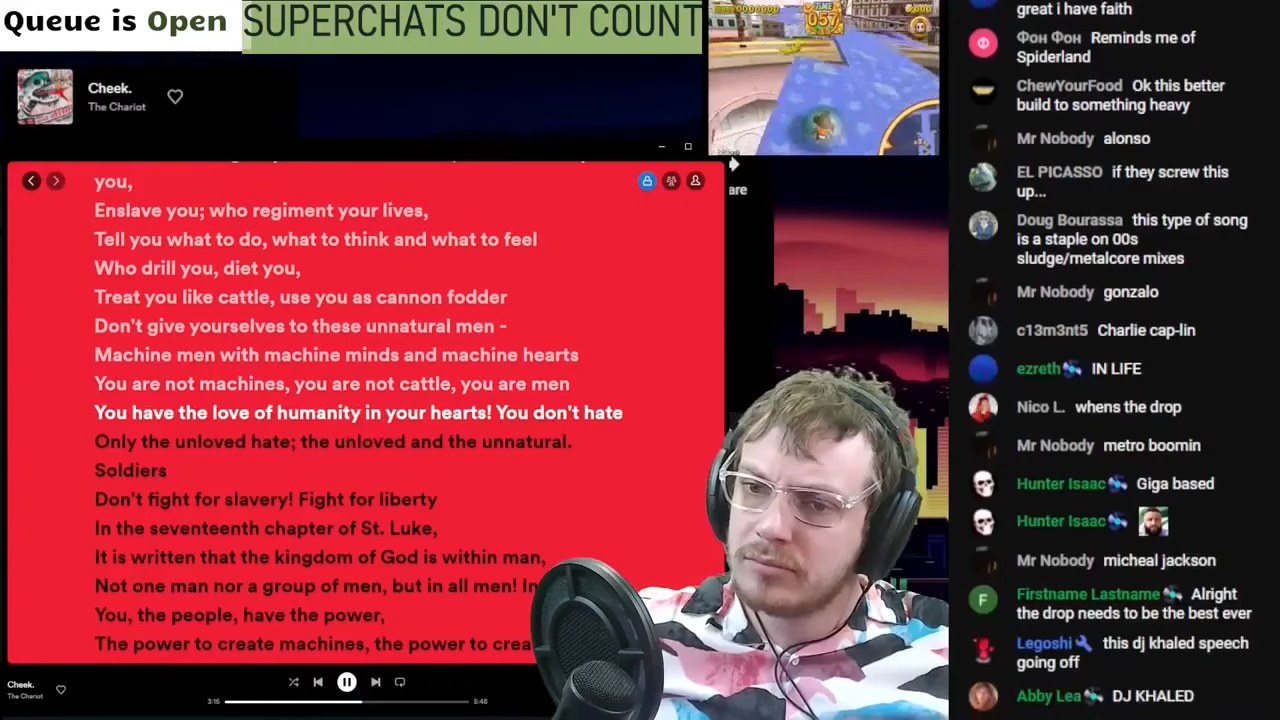 Queue is Open
SUPERCHATS DON'T COUNT
TIME
057
Cheek.
The Chariot
are
you,
Enslave you; who regiment your lives,
Tell you what to do, what to think and what to feel
Who drill you, diet you,
Treat you like cattle, use you as cannon fodder
Don't give yourselves to these unnatural men -
Machine men with machine minds and machine hearts
You are not machines, you are not cattle, you are men
You have the love of humanity in your hearts! You don't hate
Only the unloved hate; the unloved and the unnatural.
Soldiers
Don't fight for slavery! Fight for liberty
In the seventeenth chapter of St. Luke,
It is written that the kingdom of God is within man,
Not one man nor a group of men, but in all men! In
You, the people, have the power,
The power to create machines, the power to crea
Cheek.
The Chariot
3:15
5:46
great i have faith
Фон Фон Reminds me of
Spiderland
ChewYourFood Ok this better
build to something heavy
Mr Nobody alonso
EL PICASSO if they screw this
up...
Doug Bourassa this type of song
is a staple on 00s
sludge/metalcore mixes
Mr Nobody gonzalo
c13m3nt5 Charlie cap-lin
ezreth IN LIFE
Nico L. whens the drop
Mr Nobody metro boomin
Hunter Isaac Giga based
Hunter Isaac
Mr Nobody micheal jackson
F
Firstname Lastname Alright
the drop needs to be the best ever
Legoshi this dj khaled speech
going off
Abby Lea DJ KHALED